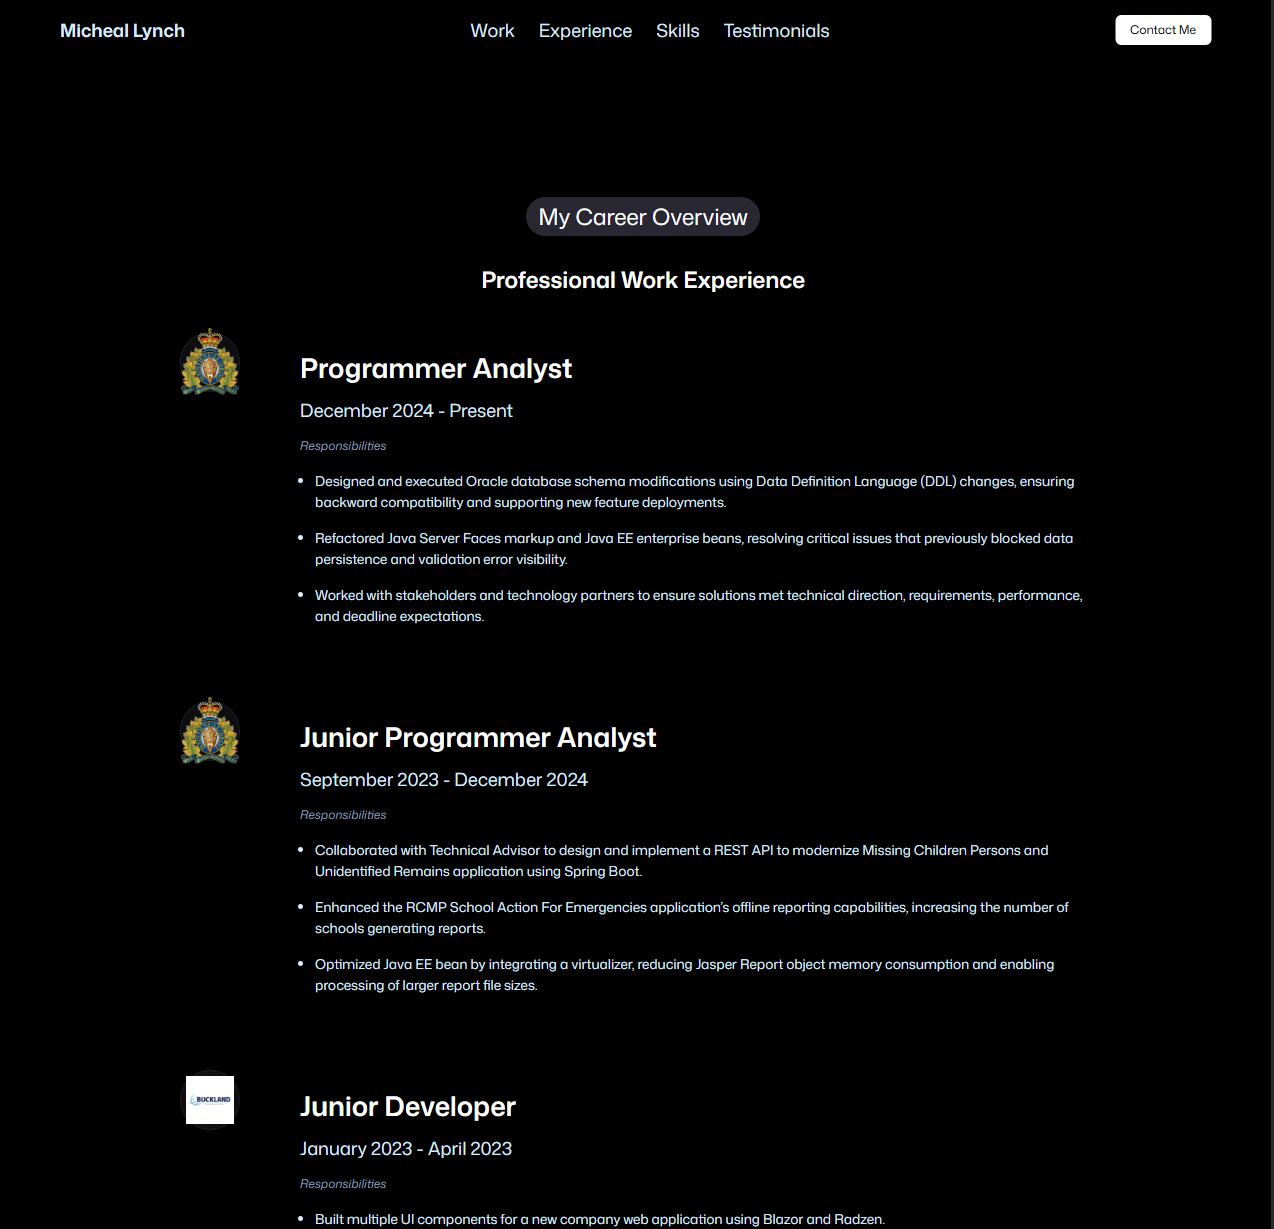 Micheal Lynch
Work Experience Skills Testimonials
Contact Me
My Career Overview
Professional Work Experience
Programmer Analyst
December 2024 - Present
Responsibilities
• Designed and executed Oracle database schema modifications using Data Definition Language (DDL) changes, ensuring
backward compatibility and supporting new feature deployments.
• Refactored Java Server Faces markup and Java EE enterprise beans, resolving critical issues that previously blocked data
persistence and validation error visibility.
• Worked with stakeholders and technology partners to ensure solutions met technical direction, requirements, performance,
and deadline expectations.
Junior Programmer Analyst
September 2023 - December 2024
Responsibilities
• Collaborated with Technical Advisor to design and implement a REST API to modernize Missing Children Persons and
Unidentified Remains application using Spring Boot.
• Enhanced the RCMP School Action For Emergencies application's offline reporting capabilities, increasing the number of
schools generating reports.
• Optimized Java EE bean by integrating a virtualizer, reducing Jasper Report object memory consumption and enabling
processing of larger report file sizes.
BUCKLAND
Junior Developer
January 2023 - April 2023
Responsibilities
• Built multiple UI components for a new company web application using Blazor and Radzen.